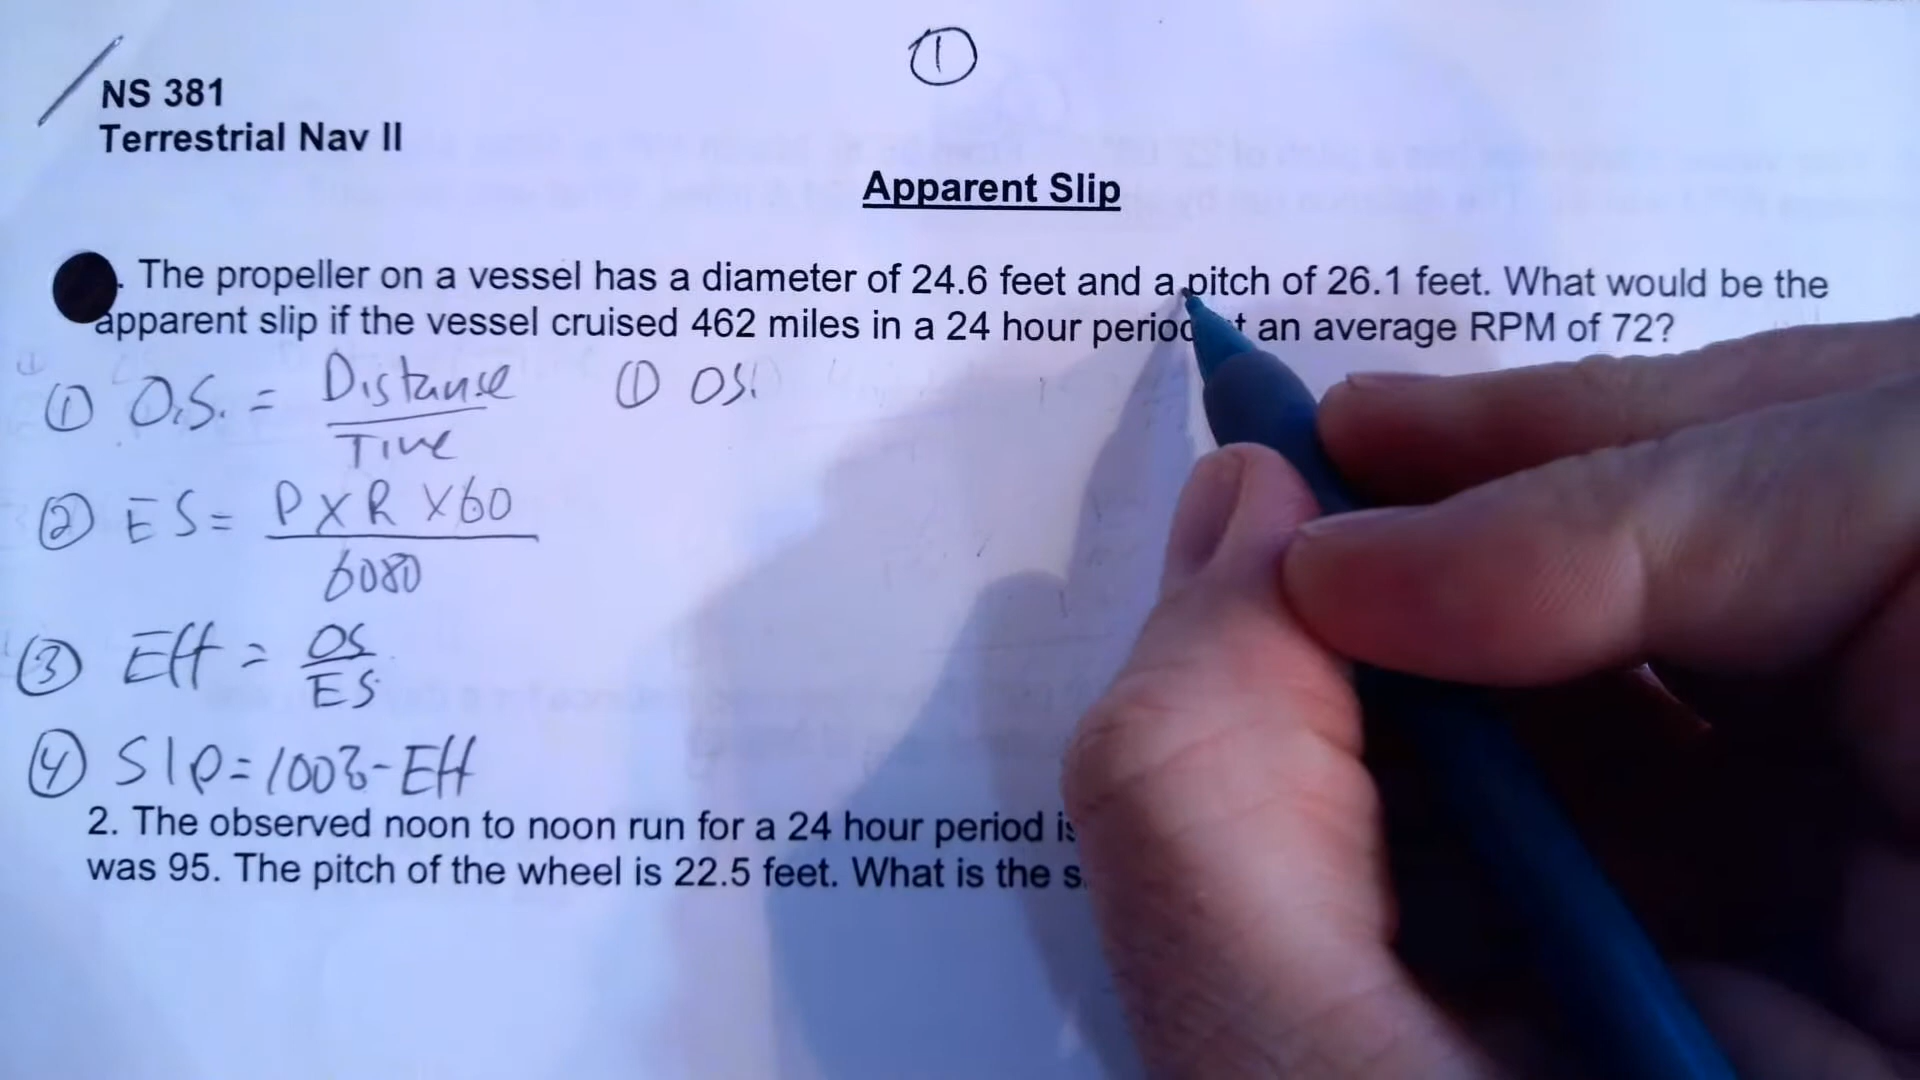 ①
NS 381
Terrestrial Nav II
Apparent Slip
. The propeller on a vessel has a diameter of 24.6 feet and a pitch of 26.1 feet. What would be the
apparent slip if the vessel cruised 462 miles in a 24 hour period an average RPM of 72?
① O.S. = Distance / Time ① OS.
② ES = P X R X 60 / 6080
③ Eff = OS / ES
④ Slip = 100% - Eff
2. The observed noon to noon run for a 24 hour period is
was 95. The pitch of the wheel is 22.5 feet. What is the